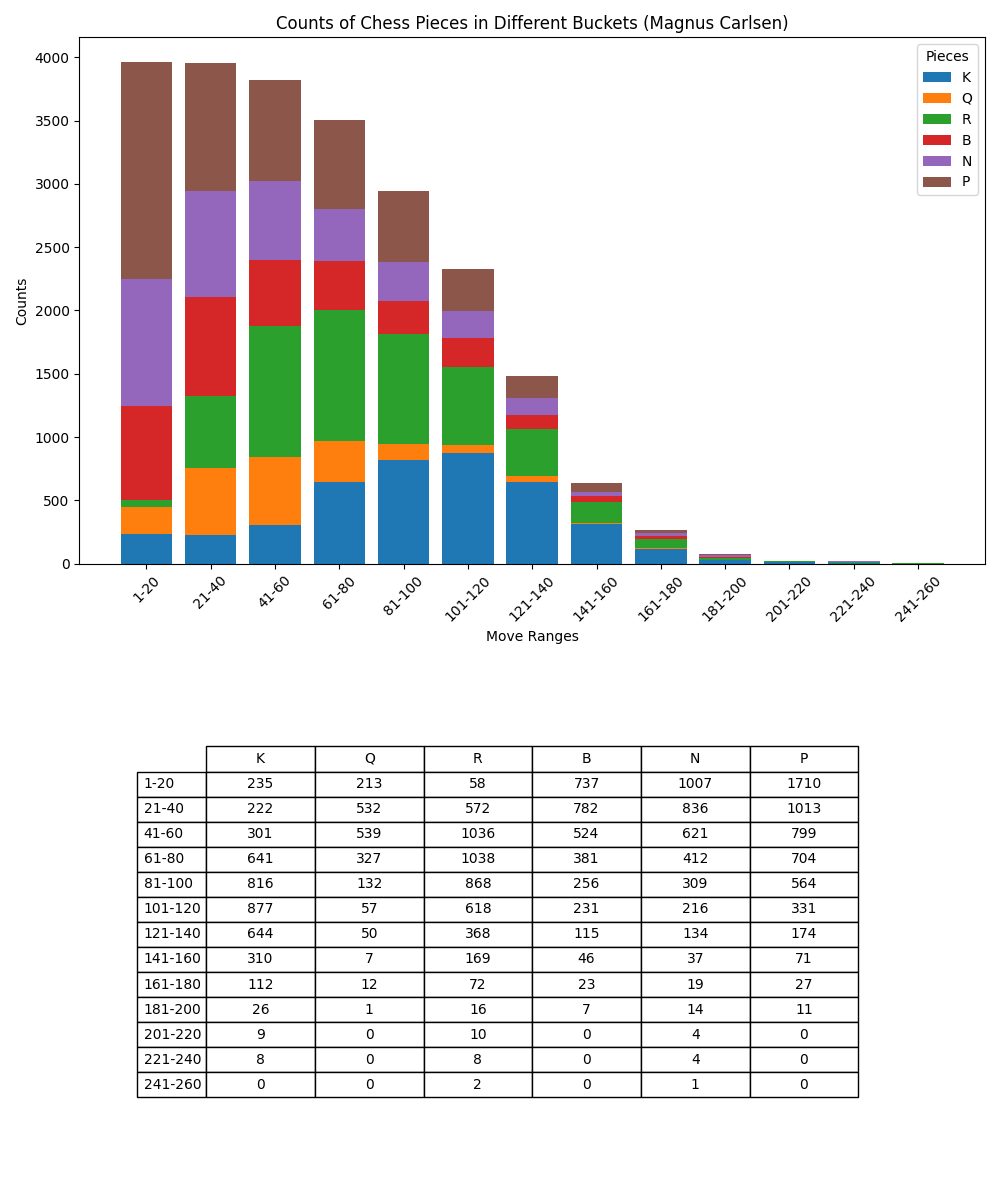 Counts of Chess Pieces in Different Buckets (Magnus Carlsen)
4000
3500
3000
2500
2000
1500
1000
500
0
Counts
Pieces
K
Q
R
B
N
P
1-20 21-40 41-60 61-80 81-100 101-120 121-140 141-160 161-180 181-200 201-220 221-240 241-260
Move Ranges
K Q R B N P
1-20 235 213 58 737 1007 1710
21-40 222 532 572 782 836 1013
41-60 301 539 1036 524 621 799
61-80 641 327 1038 381 412 704
81-100 816 132 868 256 309 564
101-120 877 57 618 231 216 331
121-140 644 50 368 115 134 174
141-160 310 7 169 46 37 71
161-180 112 12 72 23 19 27
181-200 26 1 16 7 14 11
201-220 9 0 10 0 4 0
221-240 8 0 8 0 4 0
241-260 0 0 2 0 1 0